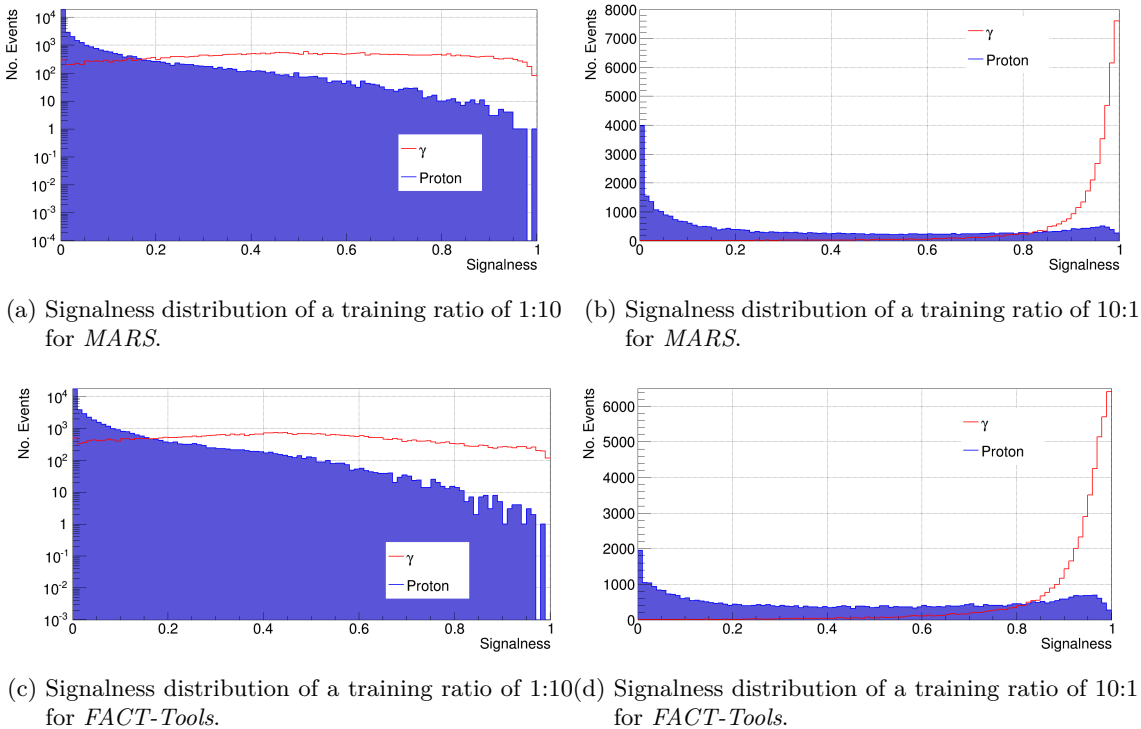 No. Events
10^4
10^3
10^2
10
1
10^-1
10^-2
10^-3
10^-4
γ
Proton
0 0.2 0.4 0.6 0.8 1
Signalness
No. Events
8000
7000
6000
5000
4000
3000
2000
1000
0
γ
Proton
0 0.2 0.4 0.6 0.8 1
Signalness
(a) Signalness distribution of a training ratio of 1:10
for MARS.
(b) Signalness distribution of a training ratio of 10:1
for MARS.
No. Events
10^4
10^3
10^2
10
1
10^-1
10^-2
10^-3
γ
Proton
0 0.2 0.4 0.6 0.8 1
Signalness
No. Events
6000
5000
4000
3000
2000
1000
0
γ
Proton
0 0.2 0.4 0.6 0.8 1
Signalness
(c) Signalness distribution of a training ratio of 1:10
for FACT-Tools.
(d) Signalness distribution of a training ratio of 10:1
for FACT-Tools.